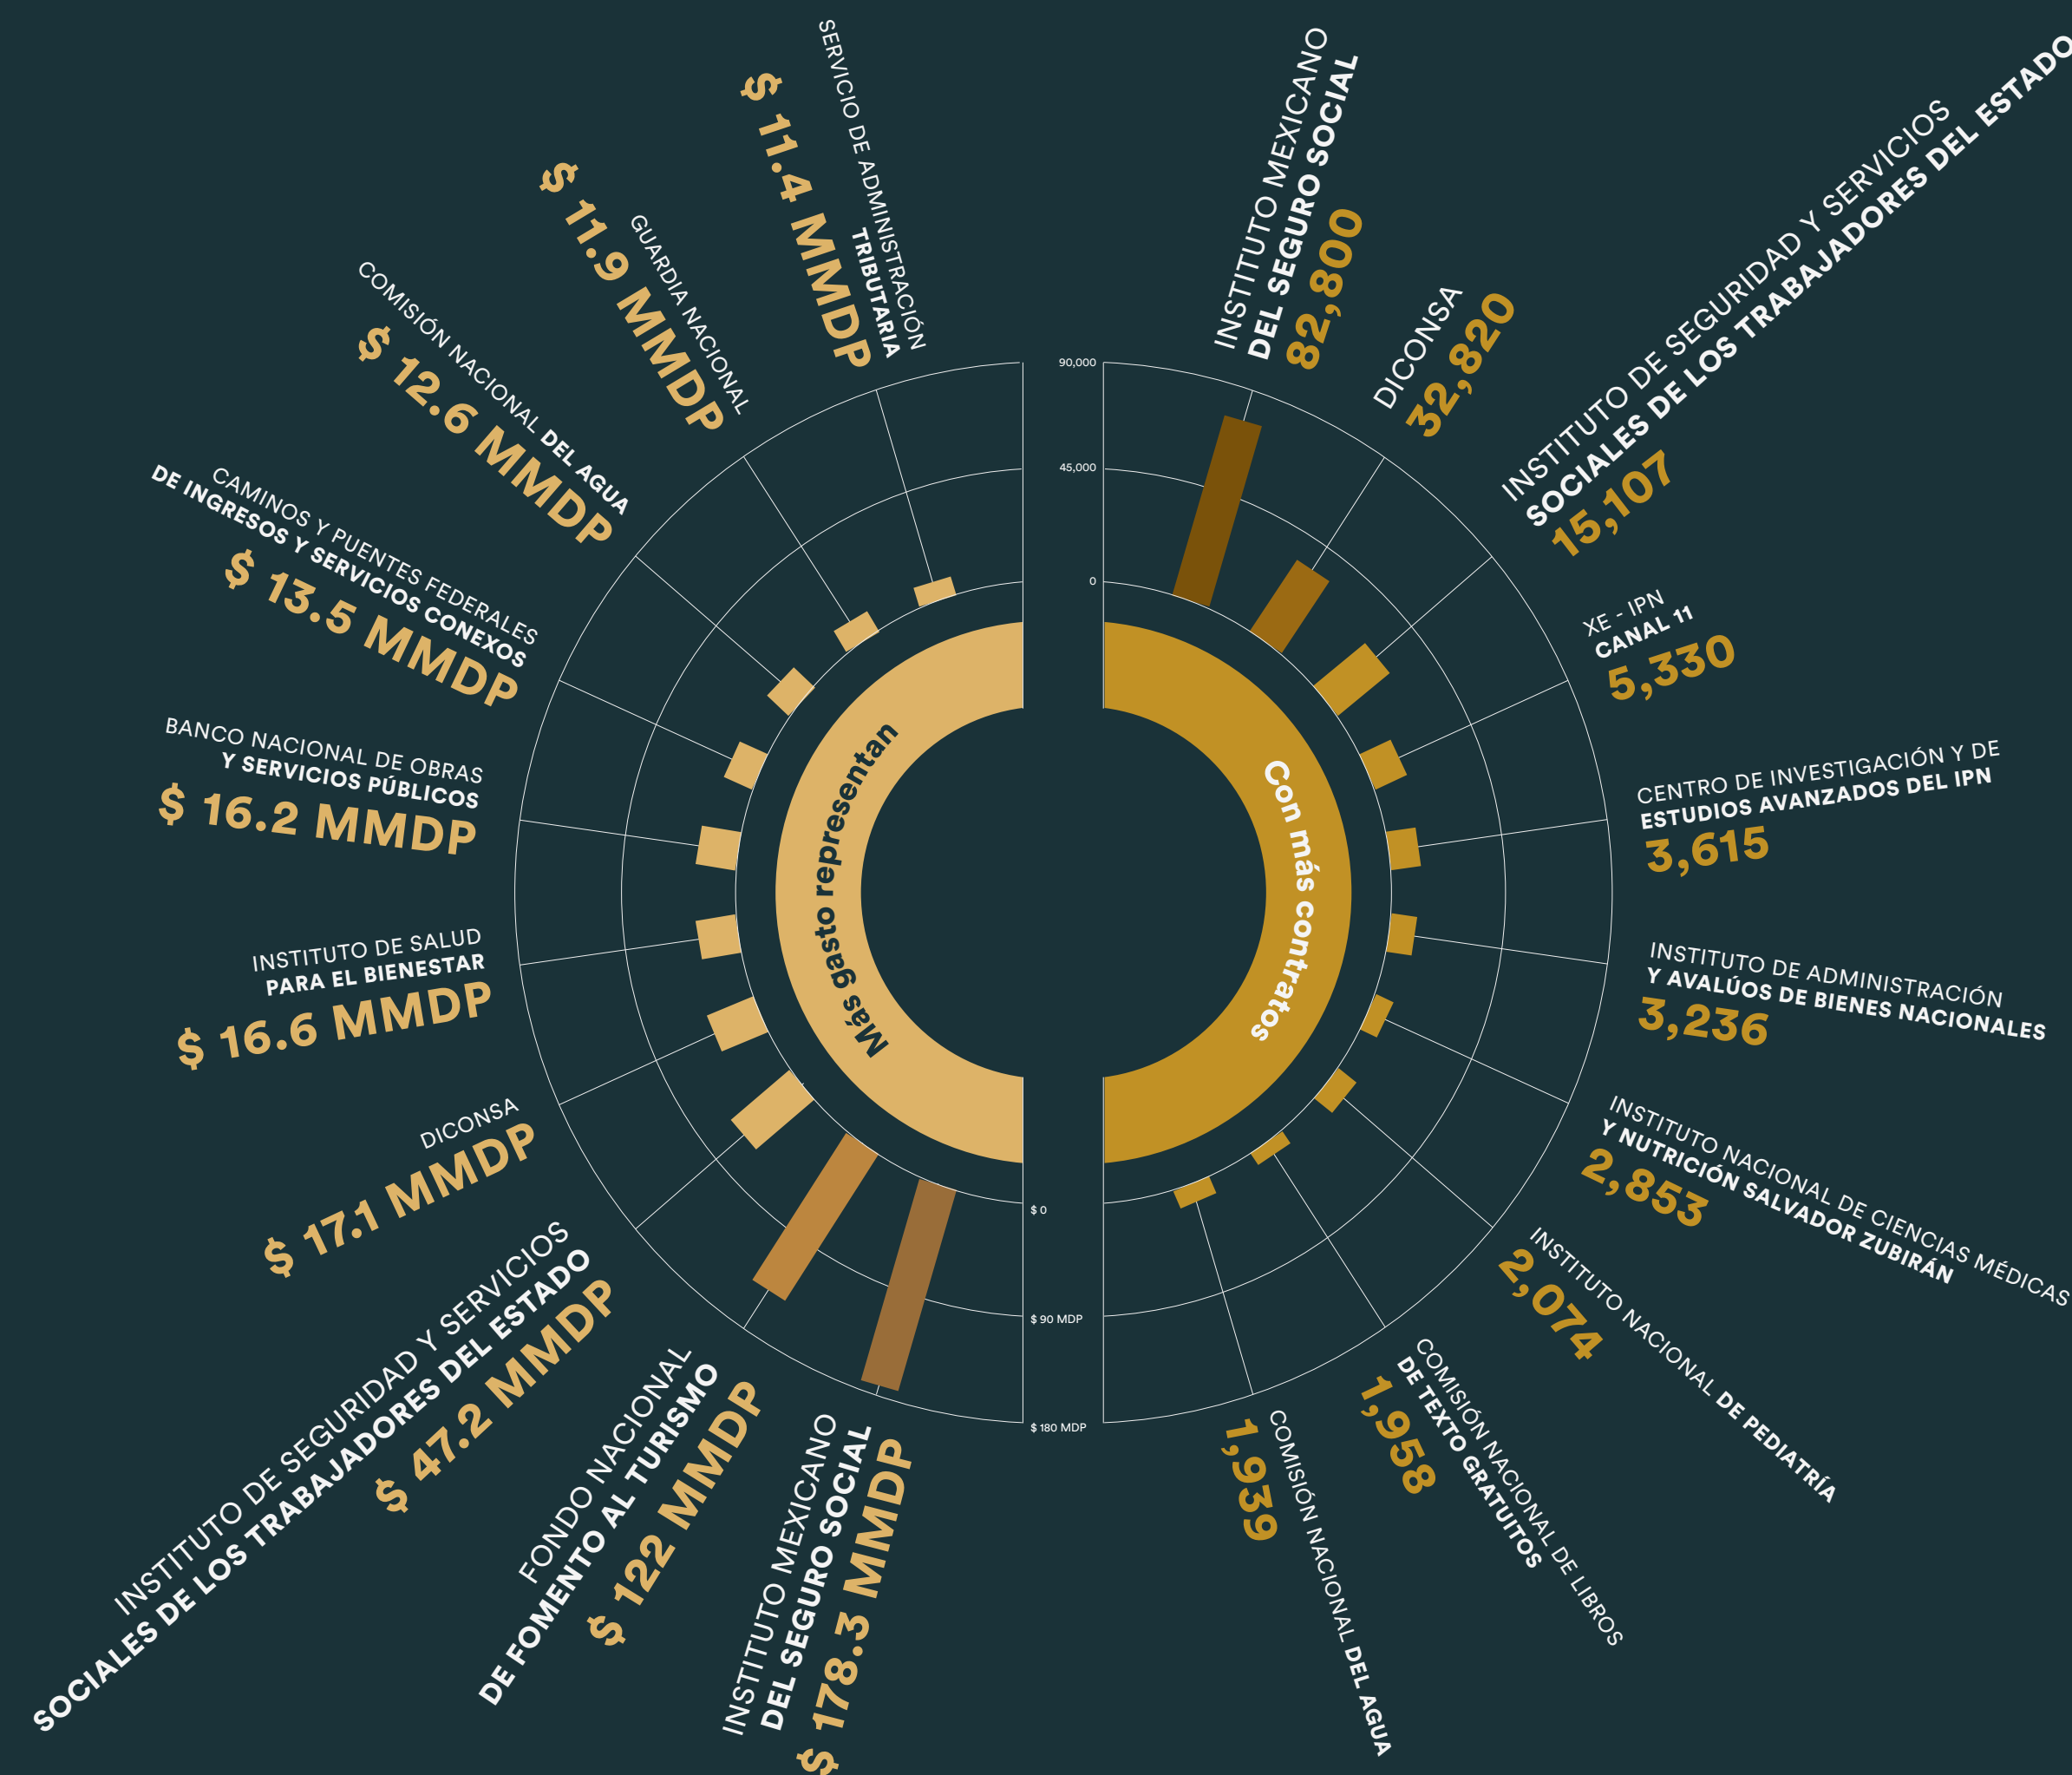 SERVICIO DE ADMINISTRACIÓN
TRIBUTARIA
$ 11.4 MMDP
GUARDIA NACIONAL
$ 11.9 MMDP
COMISIÓN NACIONAL DEL AGUA
$ 12.6 MMDP
CAMINOS Y PUENTES FEDERALES
DE INGRESOS Y SERVICIOS CONEXOS
$ 13.5 MMDP
BANCO NACIONAL DE OBRAS
Y SERVICIOS PÚBLICOS
$ 16.2 MMDP
INSTITUTO DE SALUD
PARA EL BIENESTAR
$ 16.6 MMDP
DICONSA
$ 17.1 MMDP
INSTITUTO DE SEGURIDAD Y SERVICIOS
SOCIALES DE LOS TRABAJADORES DEL ESTADO
$ 47.2 MMDP
FONDO NACIONAL
DE FOMENTO AL TURISMO
$ 122 MMDP
INSTITUTO MEXICANO
DEL SEGURO SOCIAL
$ 178.3 MMDP
Más gasto representan
90,000
45,000
0
$ 0
$ 90 MDP
$ 180 MDP
Con más contratos
INSTITUTO MEXICANO
DEL SEGURO SOCIAL
82,800
DICONSA
32,820
INSTITUTO DE SEGURIDAD Y SERVICIOS
SOCIALES DE LOS TRABAJADORES DEL ESTADO
15,107
XE - IPN
CANAL 11
5,330
CENTRO DE INVESTIGACIÓN Y DE
ESTUDIOS AVANZADOS DEL IPN
3,615
INSTITUTO DE ADMINISTRACIÓN
Y AVALÚOS DE BIENES NACIONALES
3,236
INSTITUTO NACIONAL DE CIENCIAS MÉDICAS
Y NUTRICIÓN SALVADOR ZUBIRÁN
2,853
INSTITUTO NACIONAL DE PEDIATRÍA
2,074
COMISIÓN NACIONAL DE LIBROS
DE TEXTO GRATUITOS
1,958
COMISIÓN NACIONAL DEL AGUA
1,939